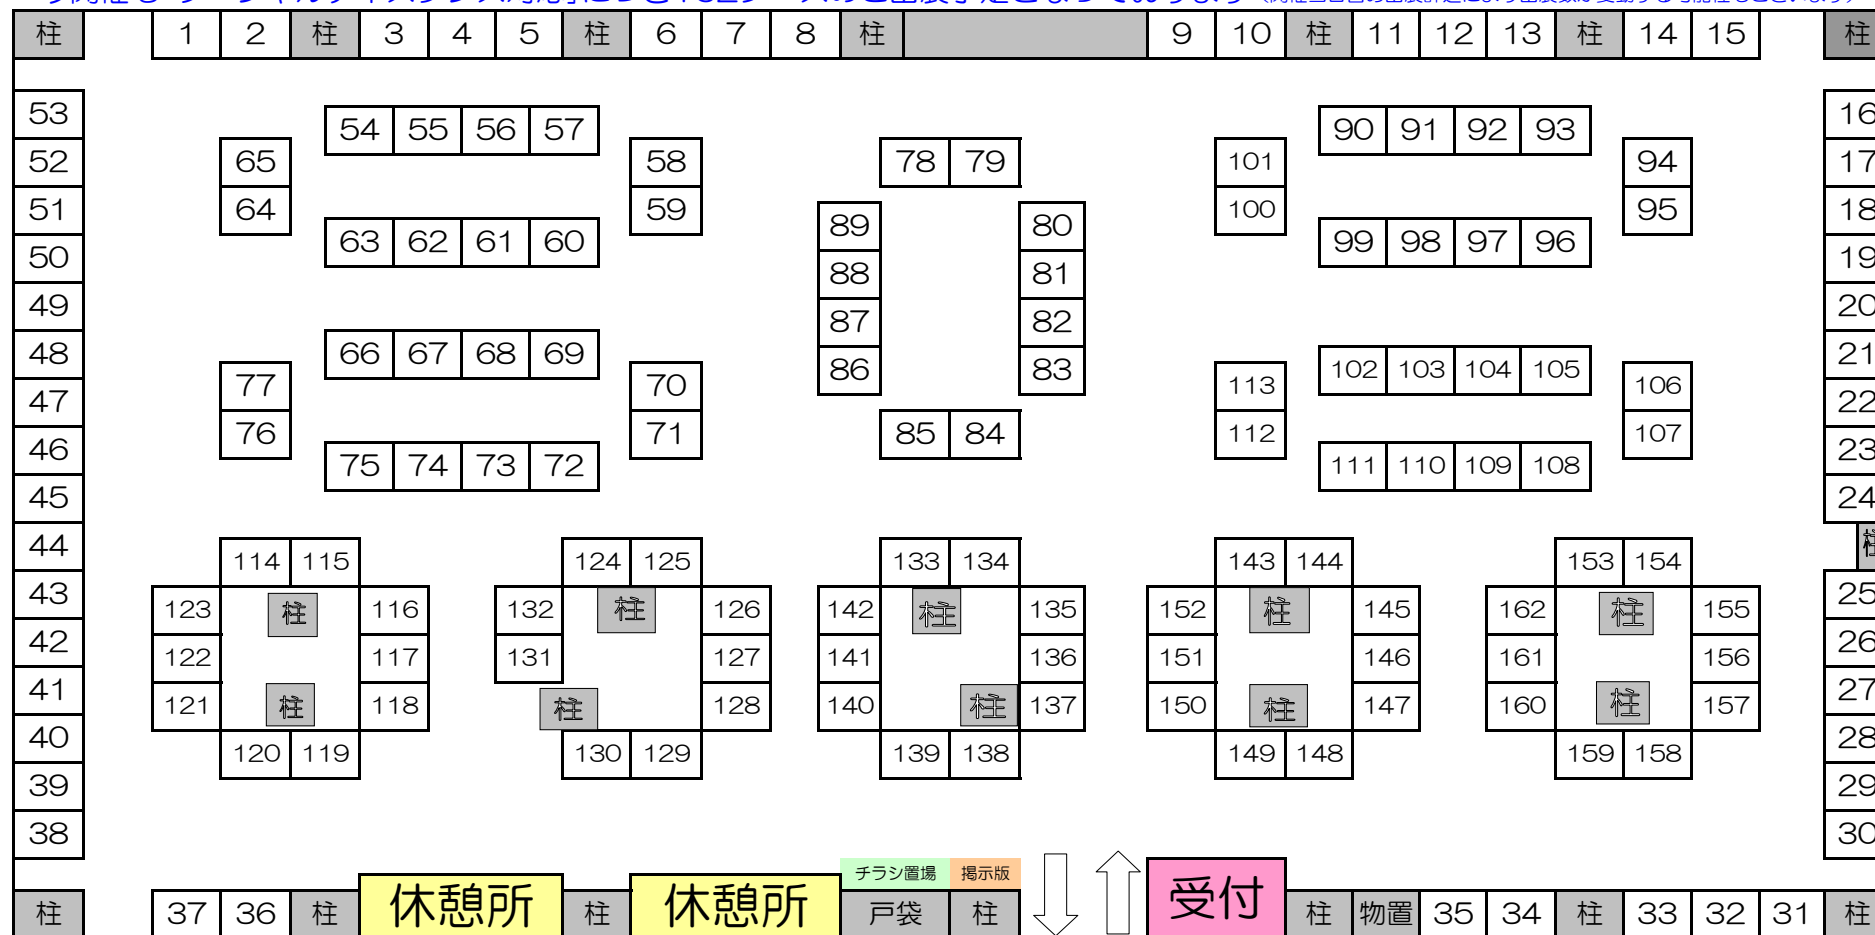 柱 1 2 柱 3 4 5 柱 6 7 8 柱 9 10 柱 11 12 13 柱 14 15 柱
53 54 55 56 57 90 91 92 93 16
52 65 58 78 79 101 94 17
51 64 59 89 80 100 95 18
50 63 62 61 60 88 81 99 98 97 96 19
49 87 82 20
48 66 67 68 69 86 83 102 103 104 105 21
47 77 70 113 106 22
46 76 71 85 84 112 107 23
45 75 74 73 72 111 110 109 108 24
44 114 115 124 125 133 134 143 144 153 154 柱
43 123 柱 116 132 柱 126 142 柱 135 152 柱 145 162 柱 155 25
42 122 117 131 127 141 136 151 146 161 156 26
41 121 柱 118 柱 128 140 柱 137 150 柱 147 160 柱 157 27
40 120 119 130 129 139 138 149 148 159 158 28
39 29
38 30
チラシ置場 掲示版
柱 37 36 柱 休憩所 柱 休憩所 戸袋 柱 受付 柱 物置 35 34 柱 33 32 31 柱